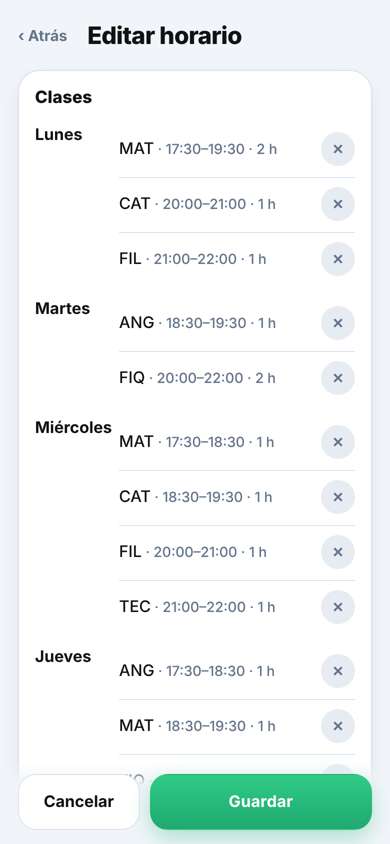 ‹ Atrás Editar horario
Clases
Lunes
MAT · 17:30–19:30 · 2 h ×
CAT · 20:00–21:00 · 1 h ×
FIL · 21:00–22:00 · 1 h ×
Martes
ANG · 18:30–19:30 · 1 h ×
FIQ · 20:00–22:00 · 2 h ×
Miércoles
MAT · 17:30–18:30 · 1 h ×
CAT · 18:30–19:30 · 1 h ×
FIL · 20:00–21:00 · 1 h ×
TEC · 21:00–22:00 · 1 h ×
Jueves
ANG · 17:30–18:30 · 1 h ×
MAT · 18:30–19:30 · 1 h ×
Cancelar Guardar